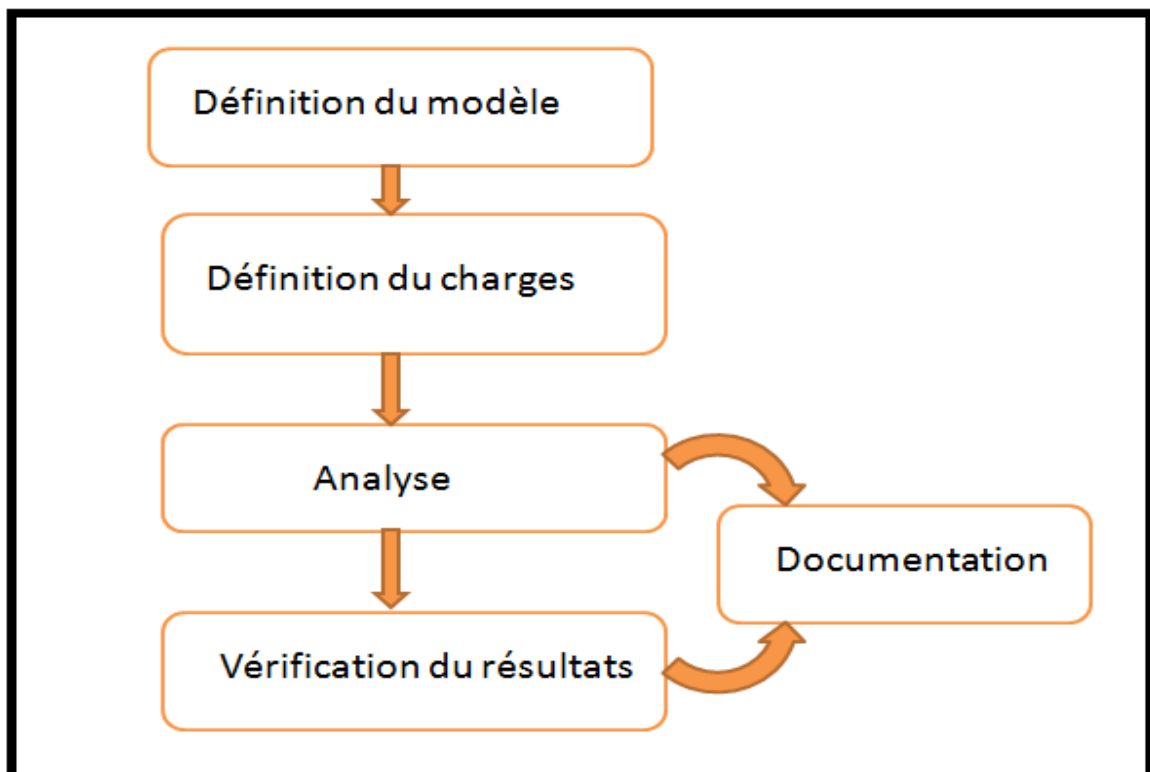 Définition du modèle
Définition du charges
Analyse
Documentation
Vérification du résultats